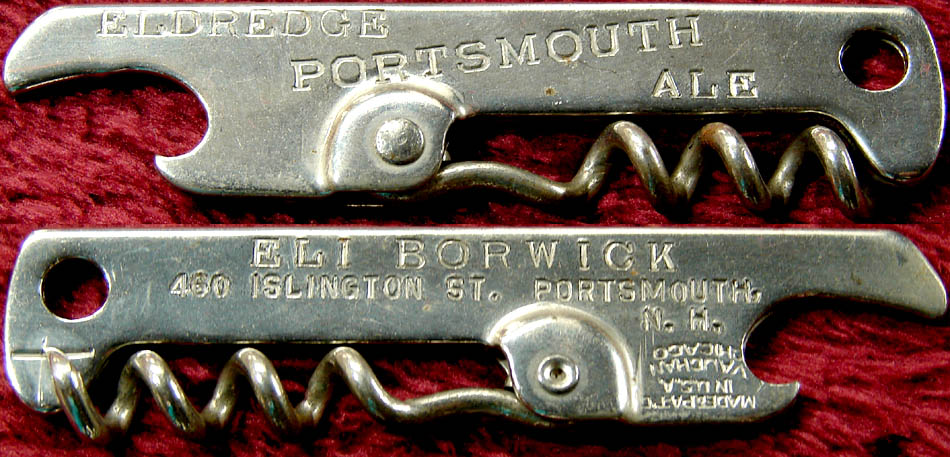 ELDREDGE
PORTSMOUTH
ALE
ELI BORWICK
460 ISLINGTON ST. PORTSMOUTH,
N. H.
MADE&PAT'D
IN U.S.A.
VAUGHAN
CHICAGO